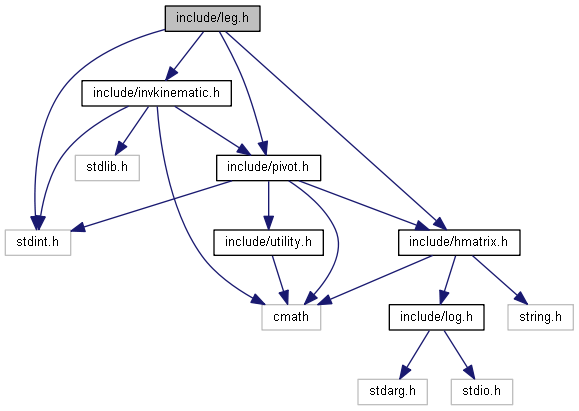 include/leg.h
include/invkinematic.h
stdlib.h
include/pivot.h
stdint.h
include/utility.h
include/hmatrix.h
cmath
include/log.h
string.h
stdarg.h
stdio.h